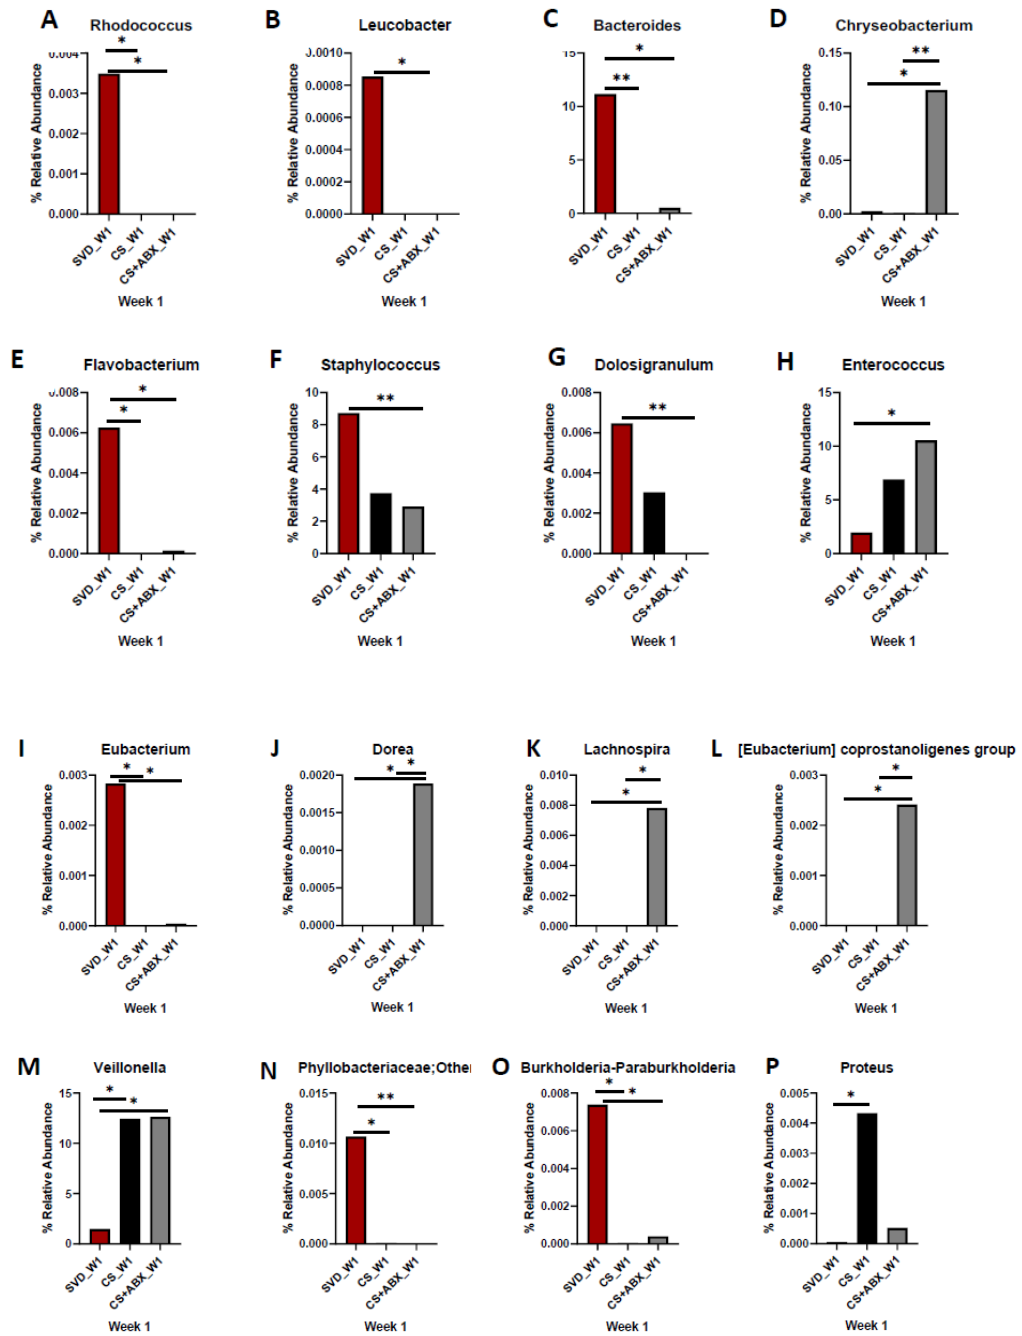 A Rhodococcus
* *
% Relative Abundance
0.004
0.003
0.002
0.001
0.000
SVD_W1 CS_W1 CS+ABX_W1
Week 1
B Leucobacter
*
% Relative Abundance
0.0010
0.0008
0.0006
0.0004
0.0002
0.0000
SVD_W1 CS_W1 CS+ABX_W1
Week 1
C Bacteroides
* **
% Relative Abundance
15
10
5
0
SVD_W1 CS_W1 CS+ABX_W1
Week 1
D Chryseobacterium
** *
% Relative Abundance
0.15
0.10
0.05
0.00
SVD_W1 CS_W1 CS+ABX_W1
Week 1
E Flavobacterium
* *
% Relative Abundance
0.008
0.006
0.004
0.002
0.000
SVD_W1 CS_W1 CS+ABX_W1
Week 1
F Staphylococcus
**
% Relative Abundance
10
8
6
4
2
0
SVD_W1 CS_W1 CS+ABX_W1
Week 1
G Dolosigranulum
**
% Relative Abundance
0.008
0.006
0.004
0.002
0.000
SVD_W1 CS_W1 CS+ABX_W1
Week 1
H Enterococcus
*
% Relative Abundance
15
10
5
0
SVD_W1 CS_W1 CS+ABX_W1
Week 1
I Eubacterium
* *
% Relative Abundance
0.003
0.002
0.001
0.000
SVD_W1 CS_W1 CS+ABX_W1
Week 1
J Dorea
* *
% Relative Abundance
0.0020
0.0015
0.0010
0.0005
0.0000
SVD_W1 CS_W1 CS+ABX_W1
Week 1
K Lachnospira
* *
% Relative Abundance
0.010
0.008
0.006
0.004
0.002
0.000
SVD_W1 CS_W1 CS+ABX_W1
Week 1
L [Eubacterium] coprostanoligenes group
* *
% Relative Abundance
0.003
0.002
0.001
0.000
SVD_W1 CS_W1 CS+ABX_W1
Week 1
M Veillonella
* *
% Relative Abundance
15
10
5
0
SVD_W1 CS_W1 CS+ABX_W1
Week 1
N Phyllobacteriaceae;Other
** *
% Relative Abundance
0.015
0.010
0.005
0.000
SVD_W1 CS_W1 CS+ABX_W1
Week 1
O Burkholderia-Paraburkholderia
* *
% Relative Abundance
0.008
0.006
0.004
0.002
0.000
SVD_W1 CS_W1 CS+ABX_W1
Week 1
P Proteus
*
% Relative Abundance
0.005
0.004
0.003
0.002
0.001
0.000
SVD_W1 CS_W1 CS+ABX_W1
Week 1